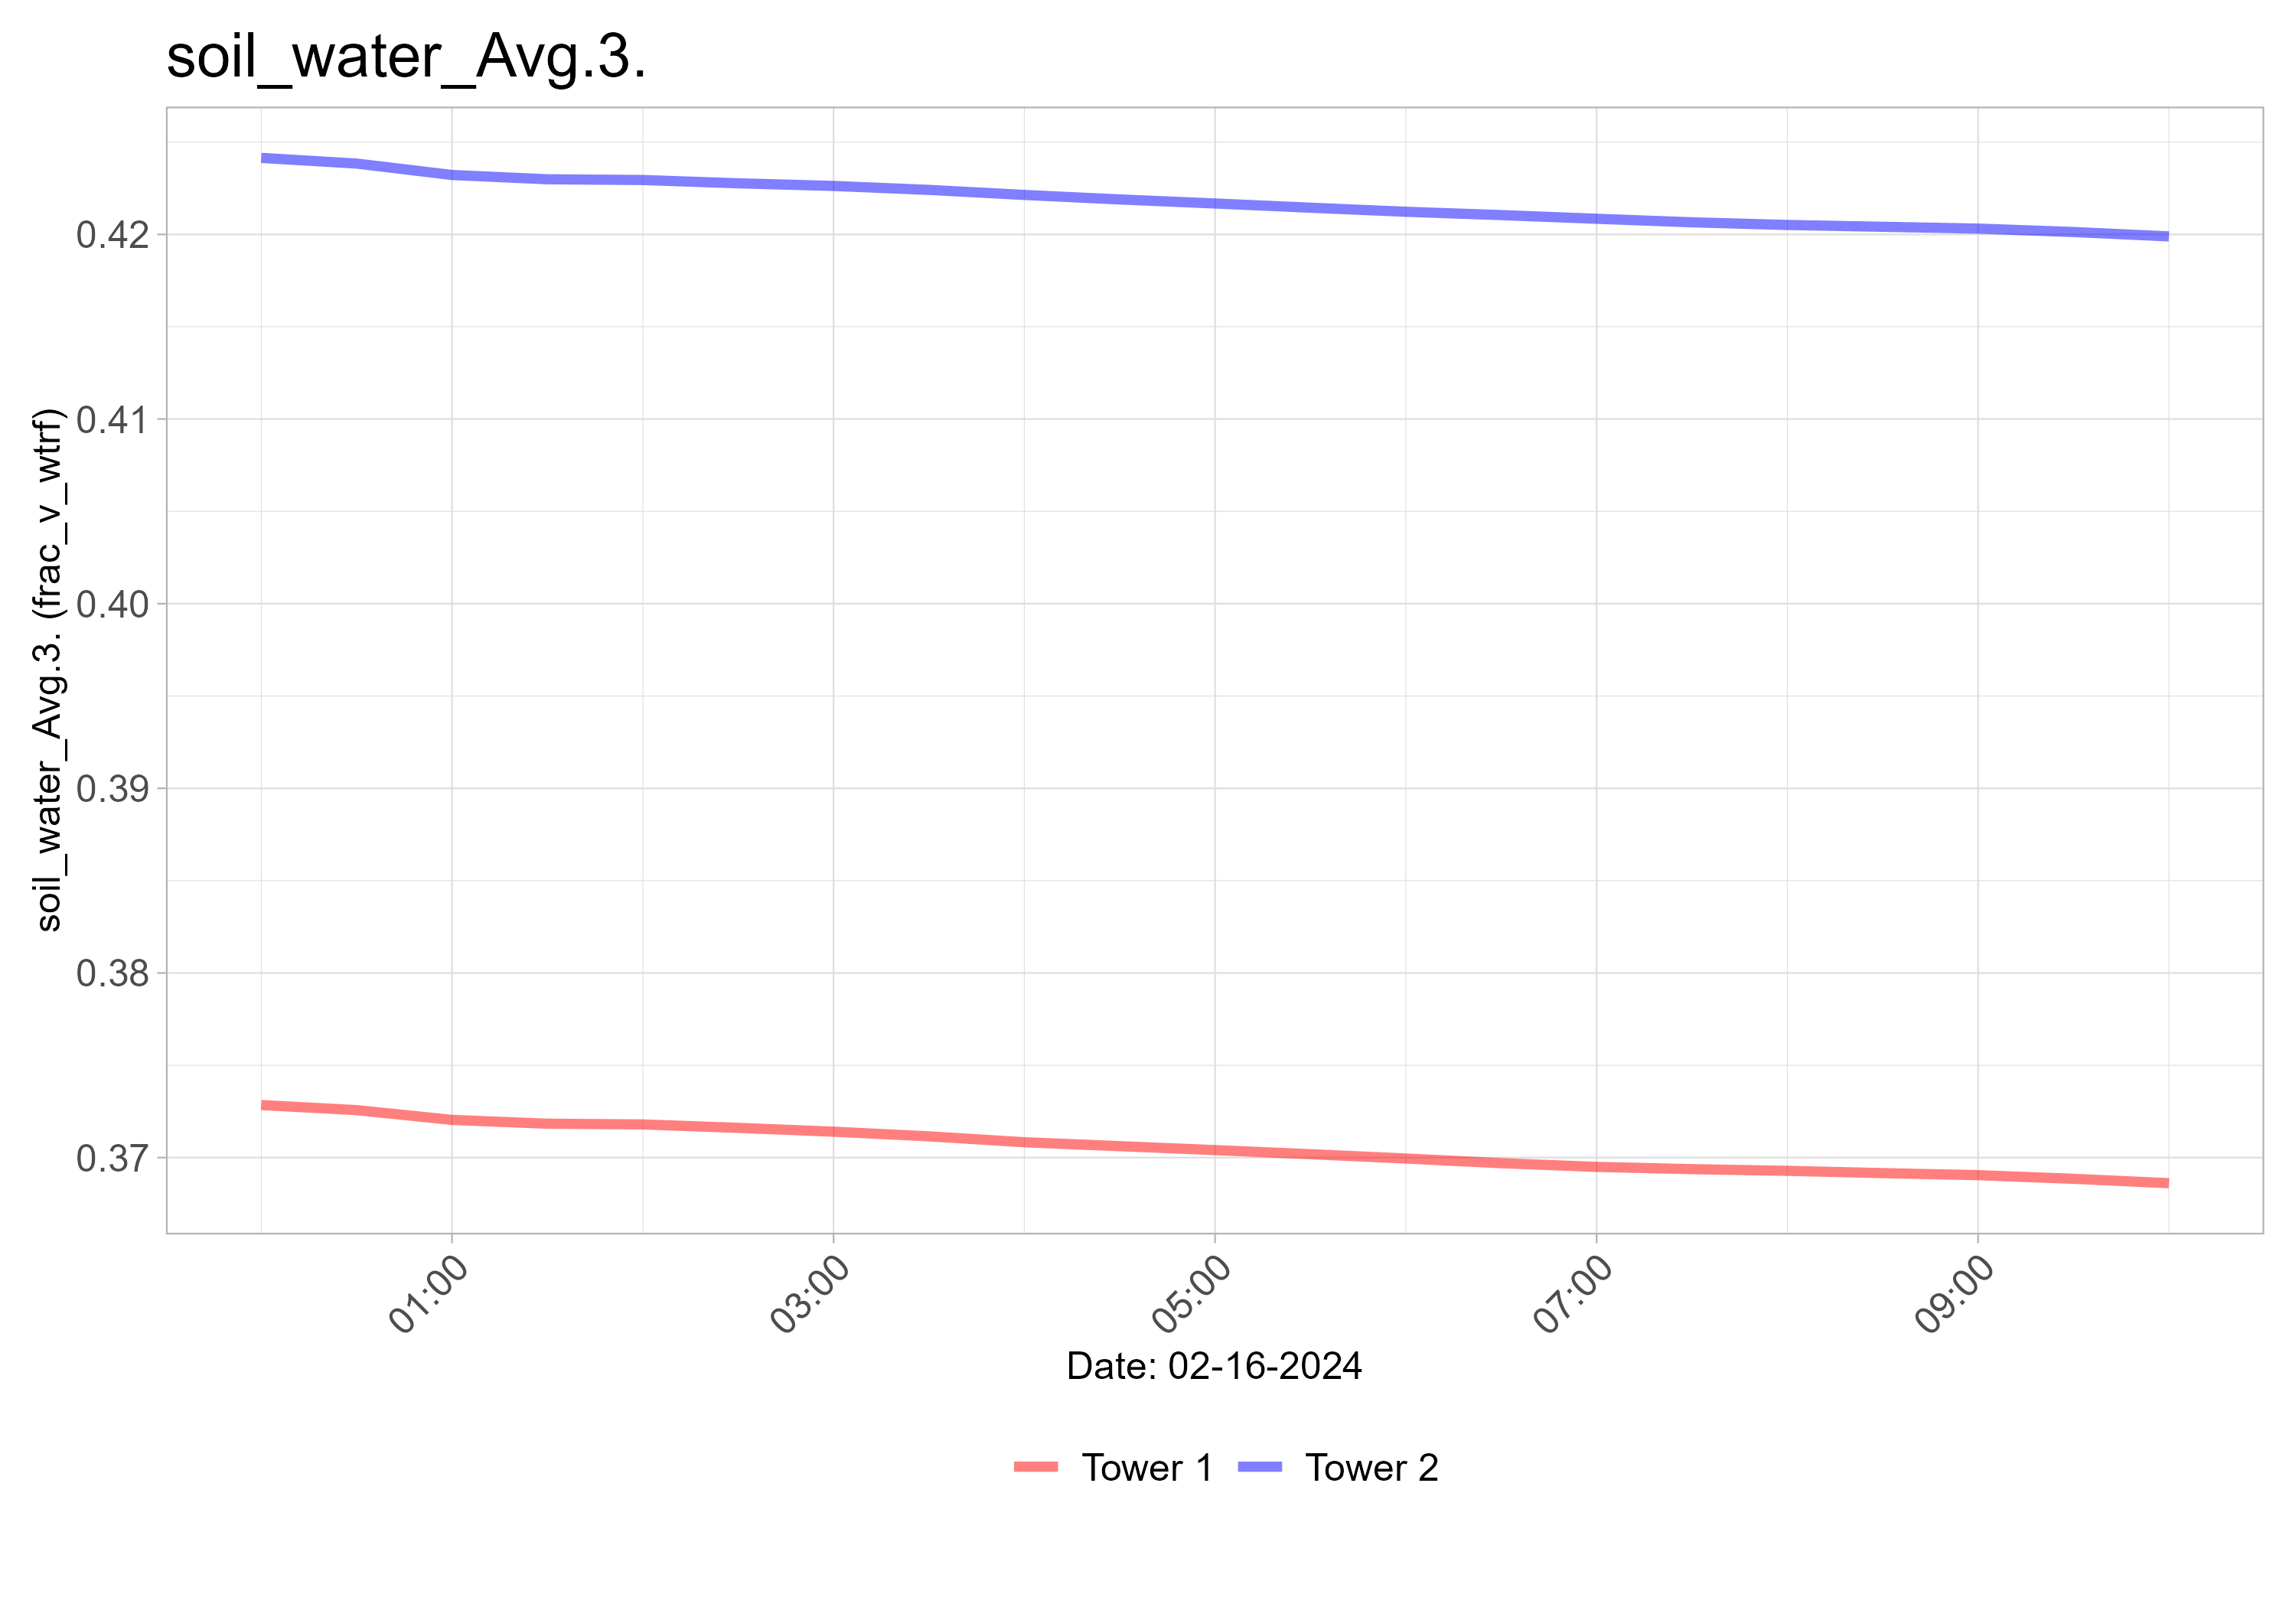 soil_water_Avg.3.
soil_water_Avg.3. (frac_v_wtrf)
0.42
0.41
0.40
0.39
0.38
0.37
01:00
03:00
05:00
07:00
09:00
Date: 02-16-2024
Tower 1
Tower 2